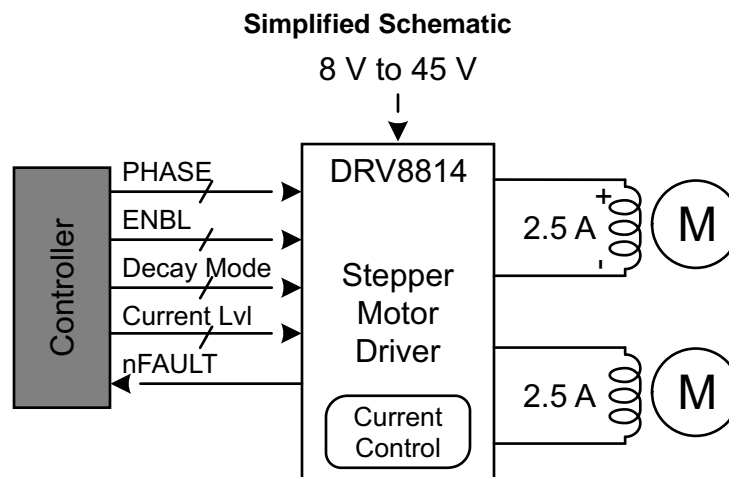 Simplified Schematic
8 V to 45 V
Controller
PHASE
ENBL
Decay Mode
Current Lvl
nFAULT
DRV8814
Stepper
Motor
Driver
Current
Control
+
2.5 A
-
M
2.5 A
M